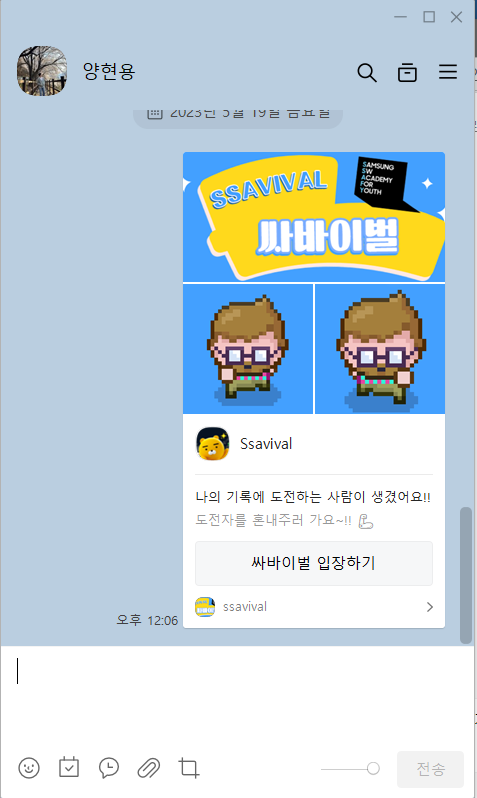 양현용
2023년 5월 19일 금요일
SSAVIVAL
SAMSUNG
SW
ACADEMY
FOR
YOUTH
싸바이벌
Ssavival
나의 기록에 도전하는 사람이 생겼어요!!
도전자를 혼내주러 가요~!! 💪
싸바이벌 입장하기
ssavival
오후 12:06
전송